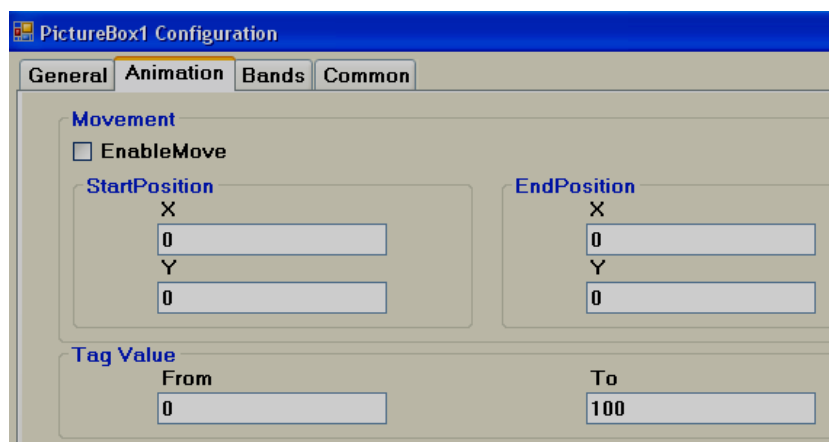 PictureBox1 Configuration
General Animation Bands Common
Movement
EnableMove
StartPosition EndPosition
X X
0 0
Y Y
0 0
Tag Value
From To
0 100